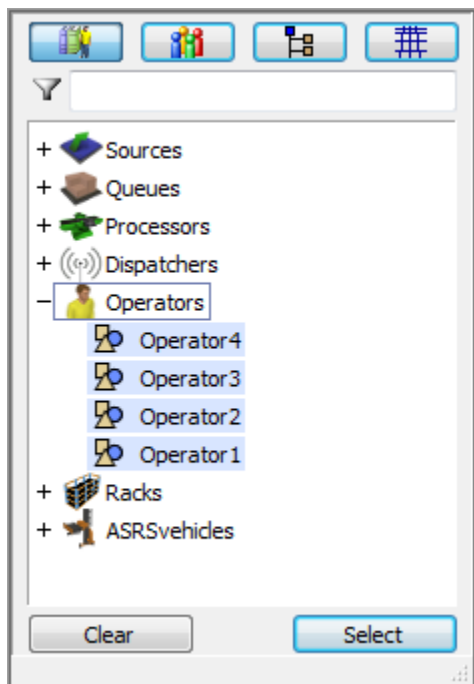 Sources
Queues
Processors
Dispatchers
Operators
Operator4
Operator3
Operator2
Operator1
Racks
ASRSvehicles
Clear Select